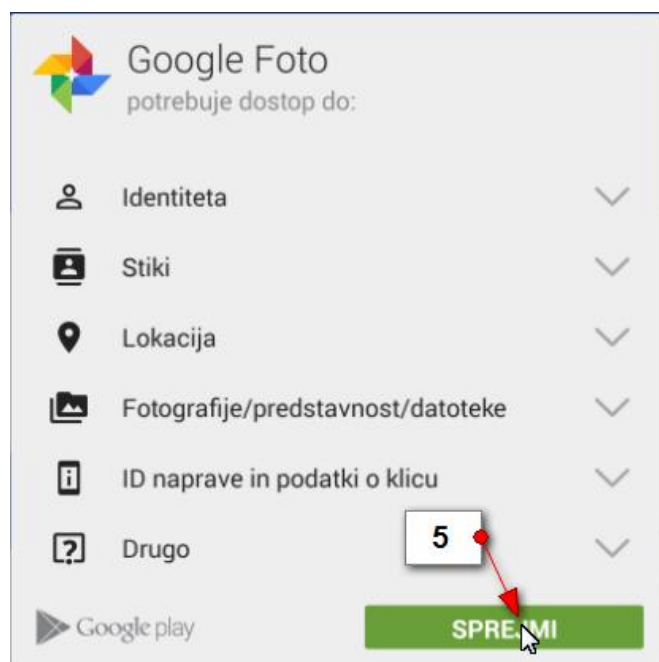 Google Foto
potrebuje dostop do:
Identiteta
Stiki
Lokacija
Fotografije/predstavnost/datoteke
ID naprave in podatki o klicu
Drugo
5
Google play
SPREJMI